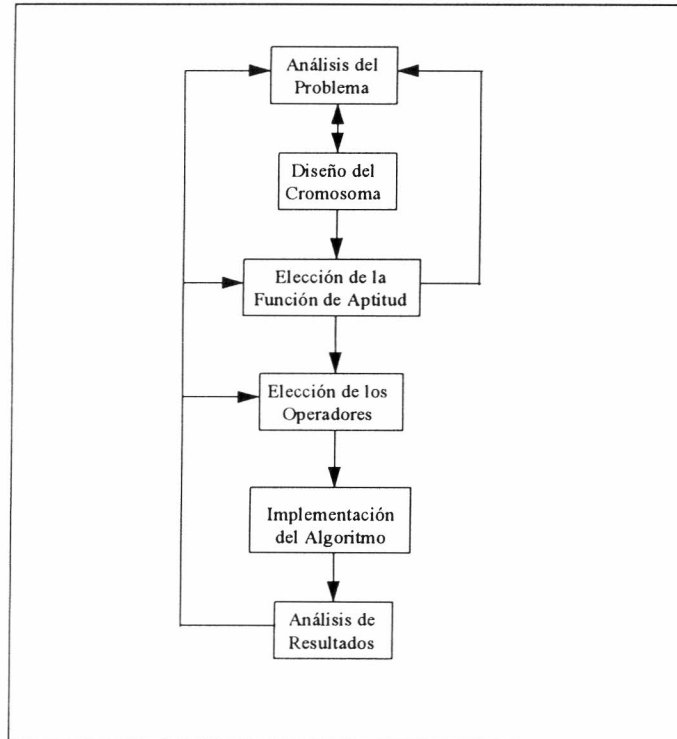 Análisis del
Problema
Diseño del
Cromosoma
Elección de la
Función de Aptitud
Elección de los
Operadores
Implementación
del Algoritmo
Análisis de
Resultados